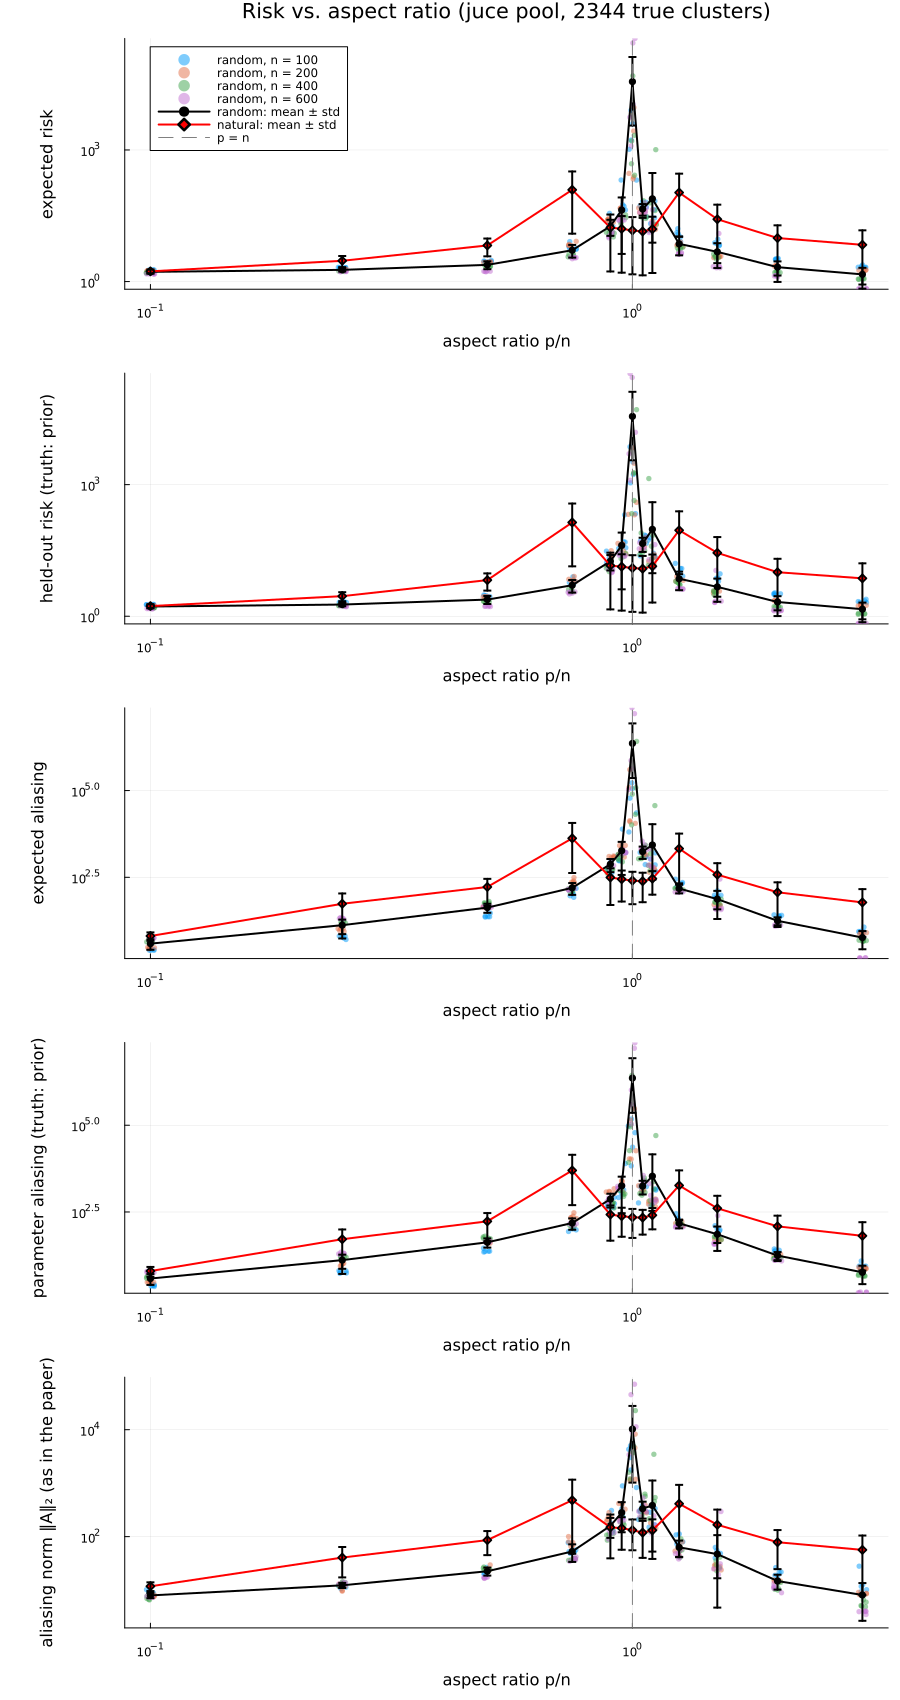 Risk vs. aspect ratio (juce pool, 2344 true clusters)
random, n = 100
random, n = 200
random, n = 400
random, n = 600
random: mean ± std
natural: mean ± std
p = n
expected risk
10³
10⁰
10⁻¹
10⁰
aspect ratio p/n
held-out risk (truth: prior)
10³
10⁰
10⁻¹
10⁰
aspect ratio p/n
expected aliasing
10⁵·⁰
10²·⁵
10⁻¹
10⁰
aspect ratio p/n
parameter aliasing (truth: prior)
10⁵·⁰
10²·⁵
10⁻¹
10⁰
aspect ratio p/n
aliasing norm ‖A‖₂ (as in the paper)
10⁴
10²
10⁻¹
10⁰
aspect ratio p/n